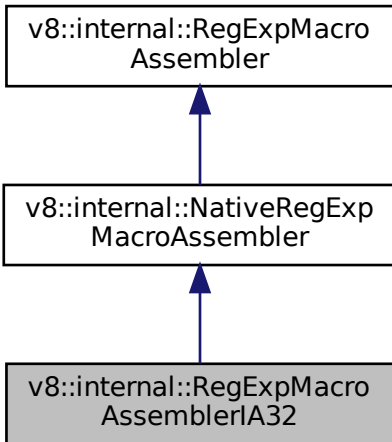 v8::internal::RegExpMacro
Assembler
v8::internal::NativeRegExp
MacroAssembler
v8::internal::RegExpMacro
AssemblerIA32